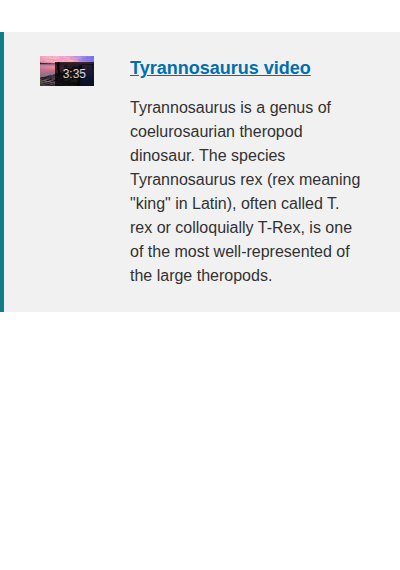 3:35
Tyrannosaurus video
Tyrannosaurus is a genus of
coelurosaurian theropod
dinosaur. The species
Tyrannosaurus rex (rex meaning
"king" in Latin), often called T.
rex or colloquially T-Rex, is one
of the most well-represented of
the large theropods.